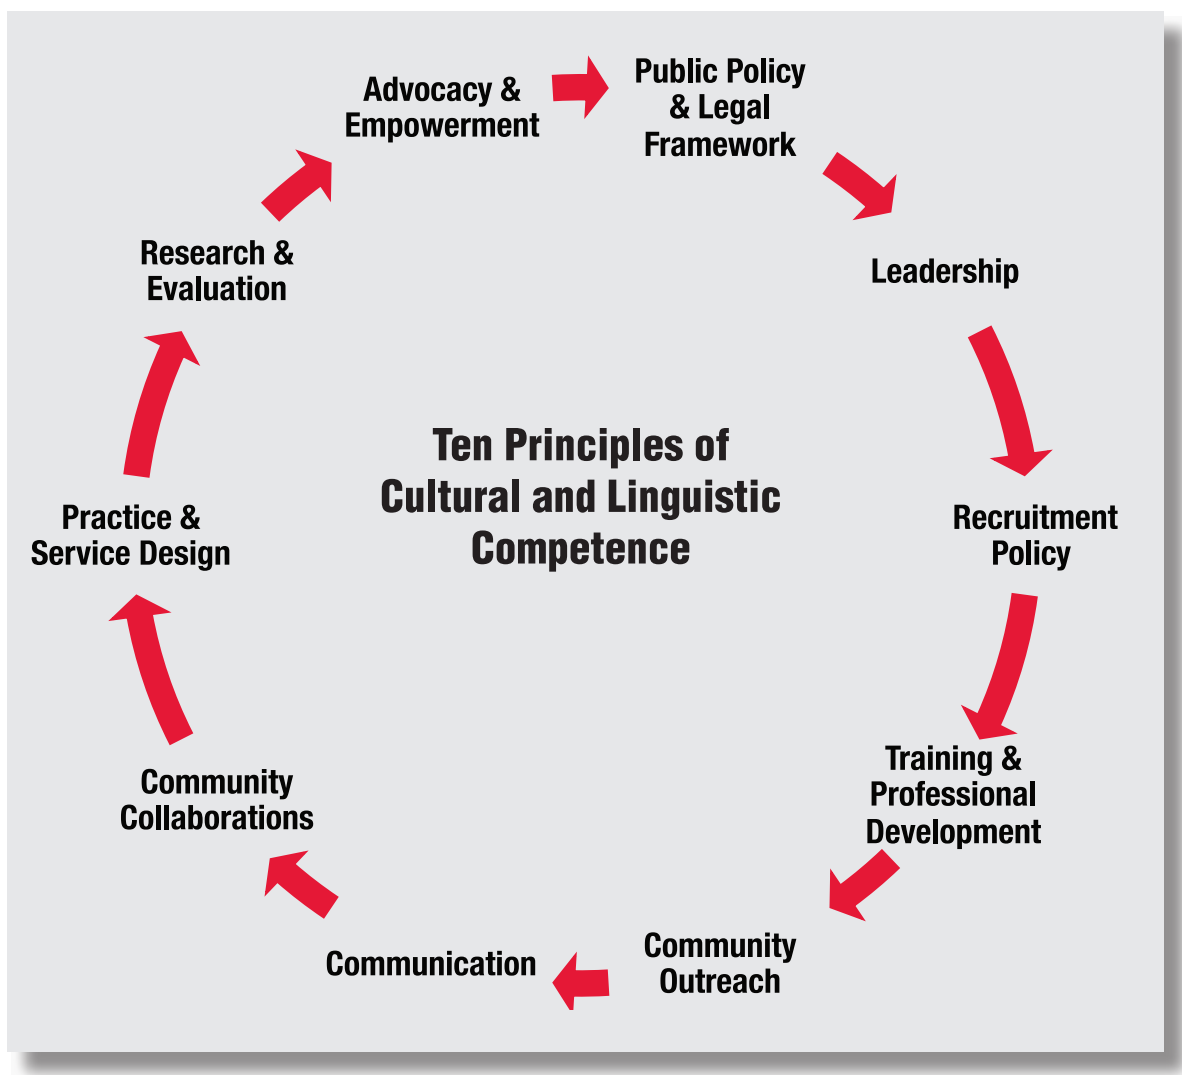 Advocacy &
Empowerment
Public Policy
& Legal
Framework
Leadership
Recruitment
Policy
Training &
Professional
Development
Community
Outreach
Communication
Community
Collaborations
Practice &
Service Design
Research &
Evaluation
Ten Principles of
Cultural and Linguistic
Competence